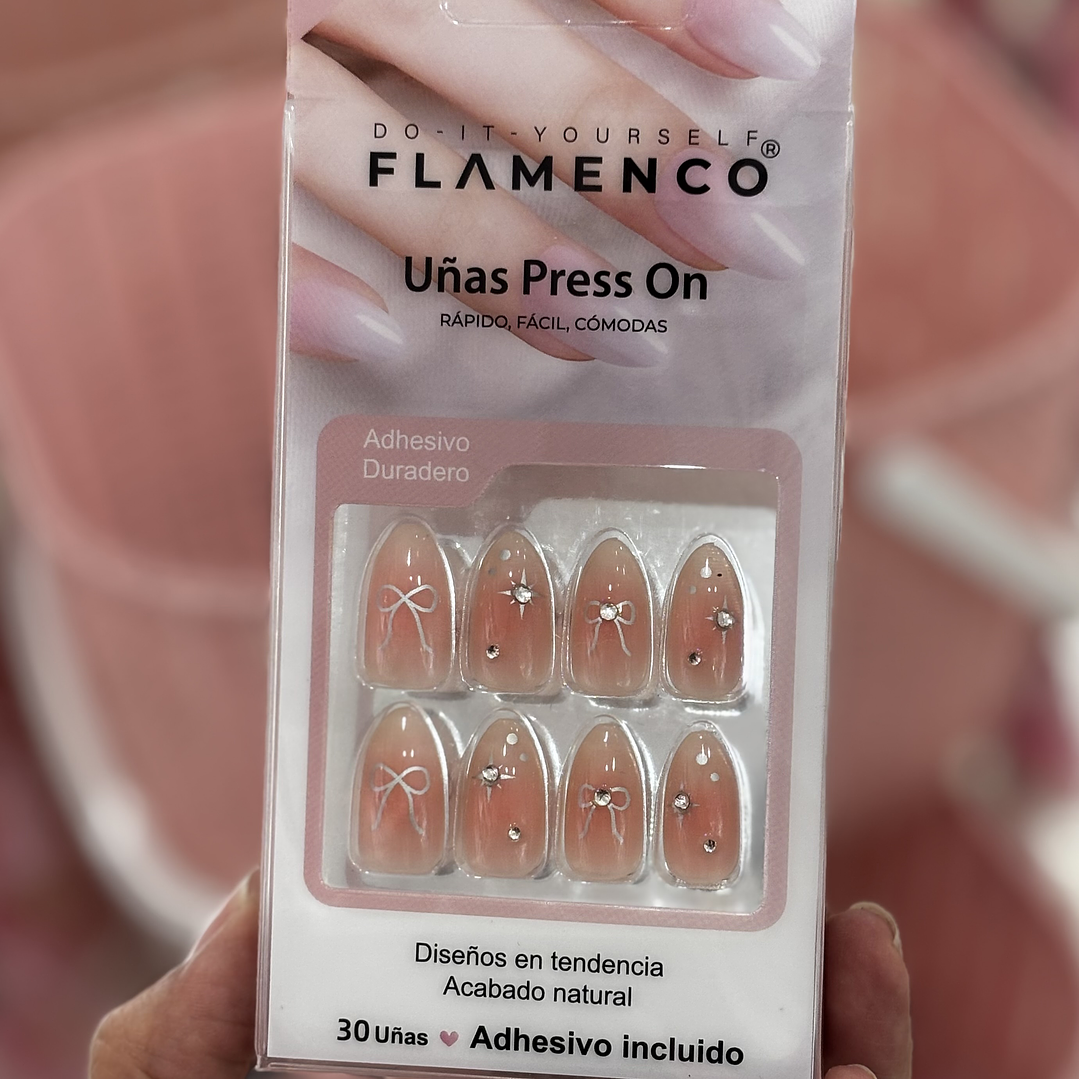 DO-IT-YOURSELF
FLAMENCO®
Uñas Press On
RÁPIDO, FÁCIL, CÓMODAS
Adhesivo
Duradero
Diseños en tendencia
Acabado natural
30 Uñas ♥ Adhesivo incluido